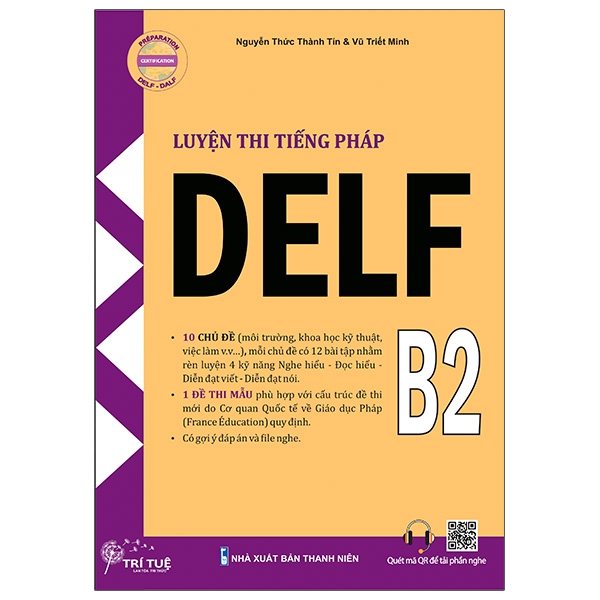 PRÉPARATION
CERTIFICATION
DELF - DALF
Nguyễn Thức Thành Tín & Vũ Triết Minh
LUYỆN THI TIẾNG PHÁP
DELF
B2
• 10 CHỦ ĐỀ (môi trường, khoa học kỹ thuật,
việc làm v.v...), mỗi chủ đề có 12 bài tập nhằm
rèn luyện 4 kỹ năng Nghe hiểu - Đọc hiểu -
Diễn đạt viết - Diễn đạt nói.
• 1 ĐỀ THI MẪU phù hợp với cấu trúc đề thi
mới do Cơ quan Quốc tế về Giáo dục Pháp
(France Éducation) quy định.
• Có gợi ý đáp án và file nghe.
TRÍ TUỆ
LAN TỎA TRI THỨC
NHÀ XUẤT BẢN THANH NIÊN
Quét mã QR để tải phần nghe